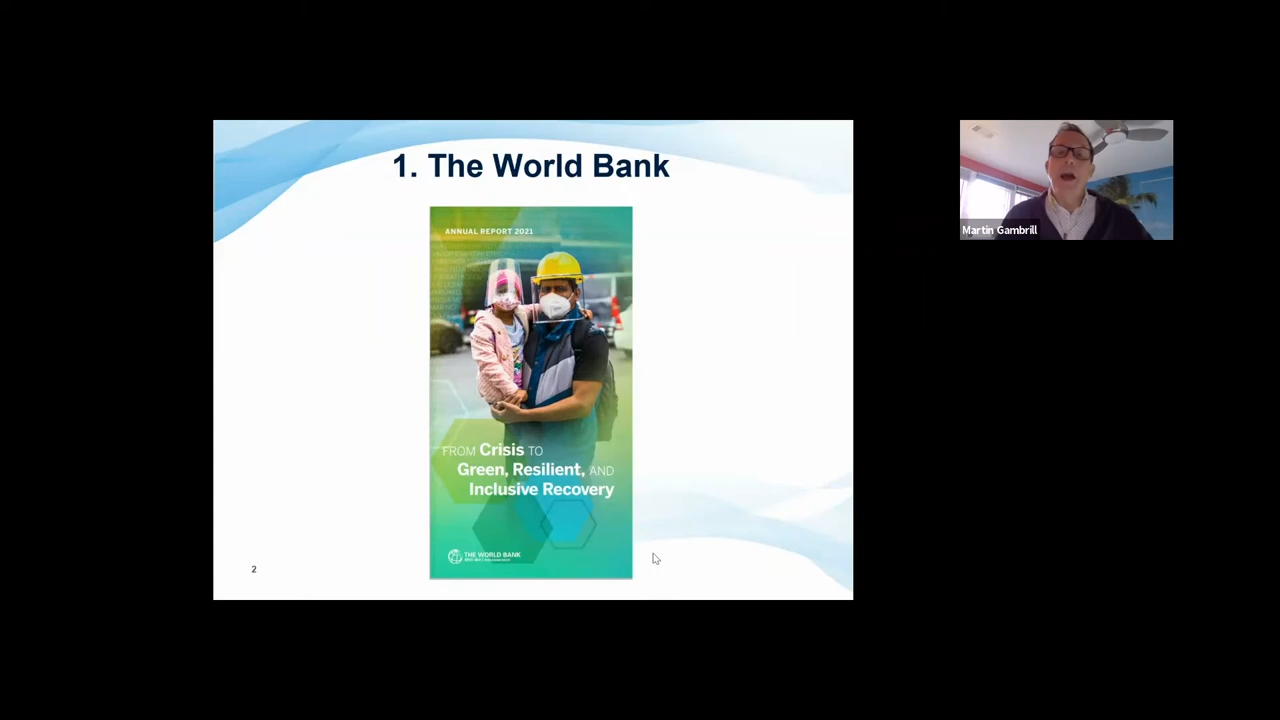 1. The World Bank
ANNUAL REPORT 2021
FROM Crisis TO
Green, Resilient, AND
Inclusive Recovery
THE WORLD BANK
2
Martin Gambrill